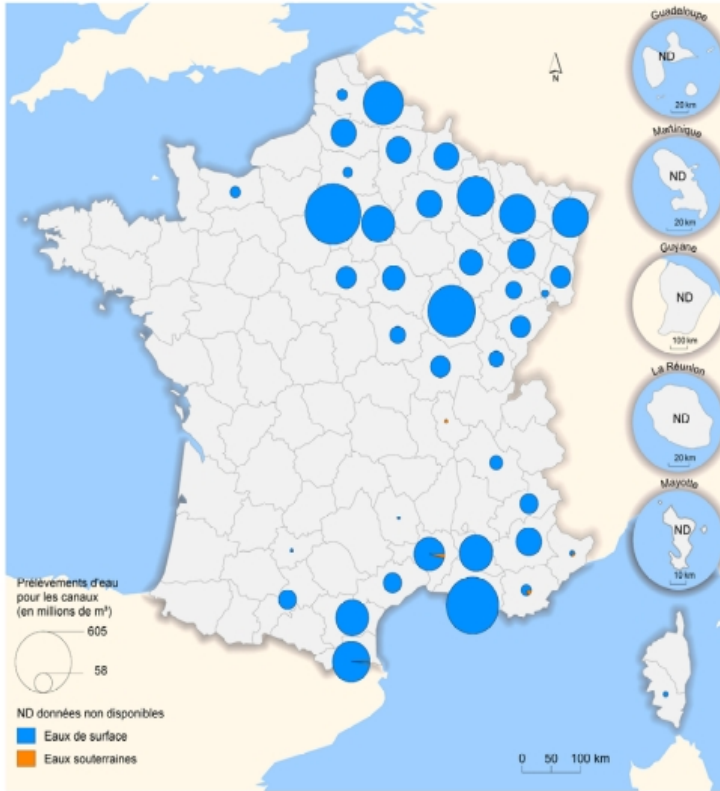 Guadeloupe
ND
20 km
Martinique
ND
20 km
Guyane
ND
100 km
La Réunion
ND
20 km
Mayotte
ND
10 km
N
Prélèvements d'eau
pour les canaux
(en millions de m³)
605
58
ND données non disponibles
Eaux de surface
Eaux souterraines
0 50 100 km